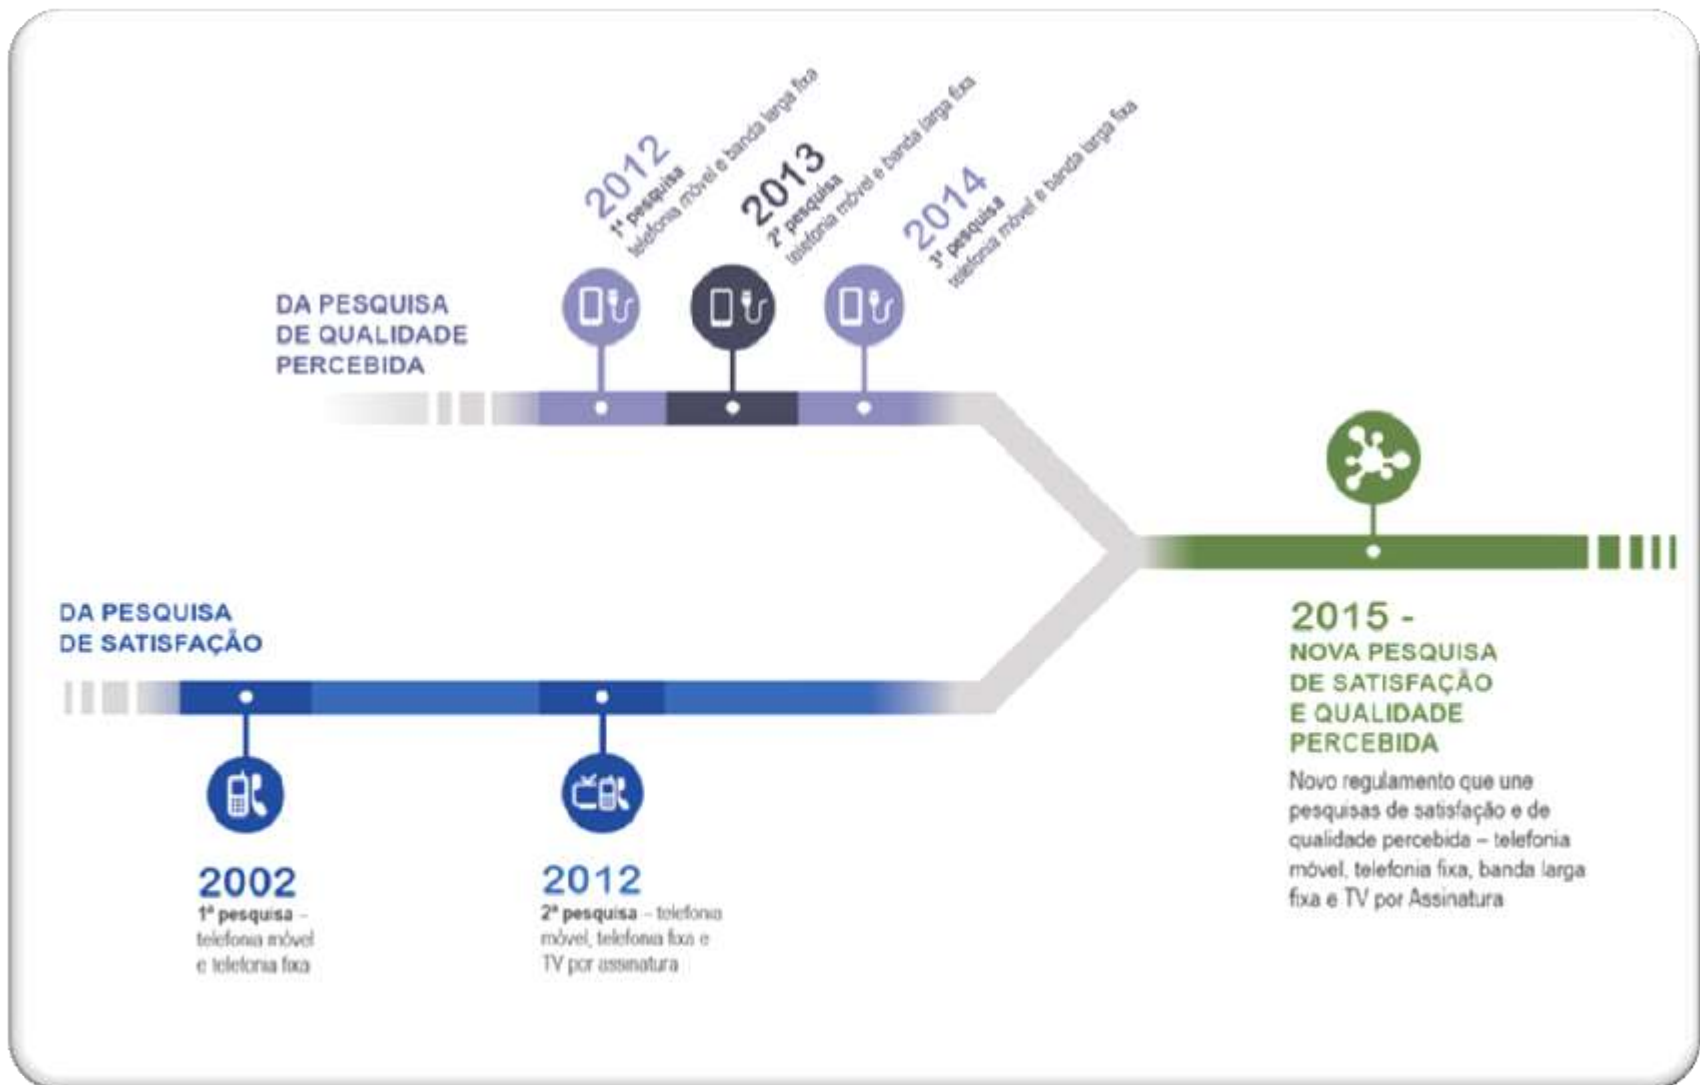 2012
1ª pesquisa
telefonia móvel e banda larga fixa
2013
2ª pesquisa
telefonia móvel e banda larga fixa
2014
3ª pesquisa
telefonia móvel e banda larga fixa
DA PESQUISA
DE QUALIDADE
PERCEBIDA
DA PESQUISA
DE SATISFAÇÃO
2002
1ª pesquisa –
telefonia móvel
e telefonia fixa
2012
2ª pesquisa – telefonia
móvel, telefonia fixa e
TV por assinatura
2015 -
NOVA PESQUISA
DE SATISFAÇÃO
E QUALIDADE
PERCEBIDA
Novo regulamento que une
pesquisas de satisfação e de
qualidade percebida – telefonia
móvel, telefonia fixa, banda larga
fixa e TV por Assinatura